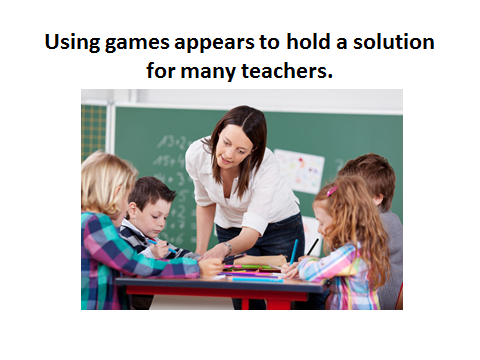 Using games appears to hold a solution
for many teachers.